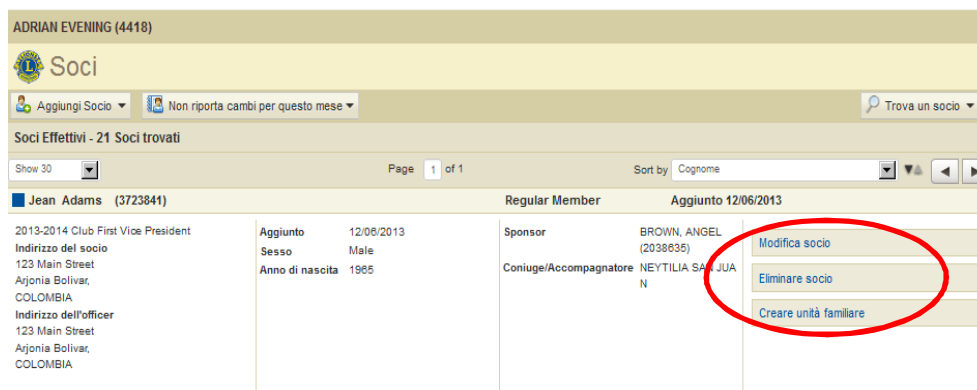 ADRIAN EVENING (4418)
Soci
Aggiungi Socio
Non riporta cambi per questo mese
Trova un socio
Soci Effettivi - 21 Soci trovati
Show 30
Page 1 of 1
Sort by Cognome
Jean Adams (3723841)
Regular Member
Aggiunto 12/06/2013
2013-2014 Club First Vice President
Indirizzo del socio
123 Main Street
Arjonia Bolivar,
COLOMBIA
Indirizzo dell'officer
123 Main Street
Arjonia Bolivar,
COLOMBIA
Aggiunto 12/06/2013
Sesso Male
Anno di nascita 1965
Sponsor BROWN, ANGEL
(2038635)
Coniuge/Accompagnatore NEYTILIA SAN JUA
N
Modifica socio
Eliminare socio
Creare unità familiare